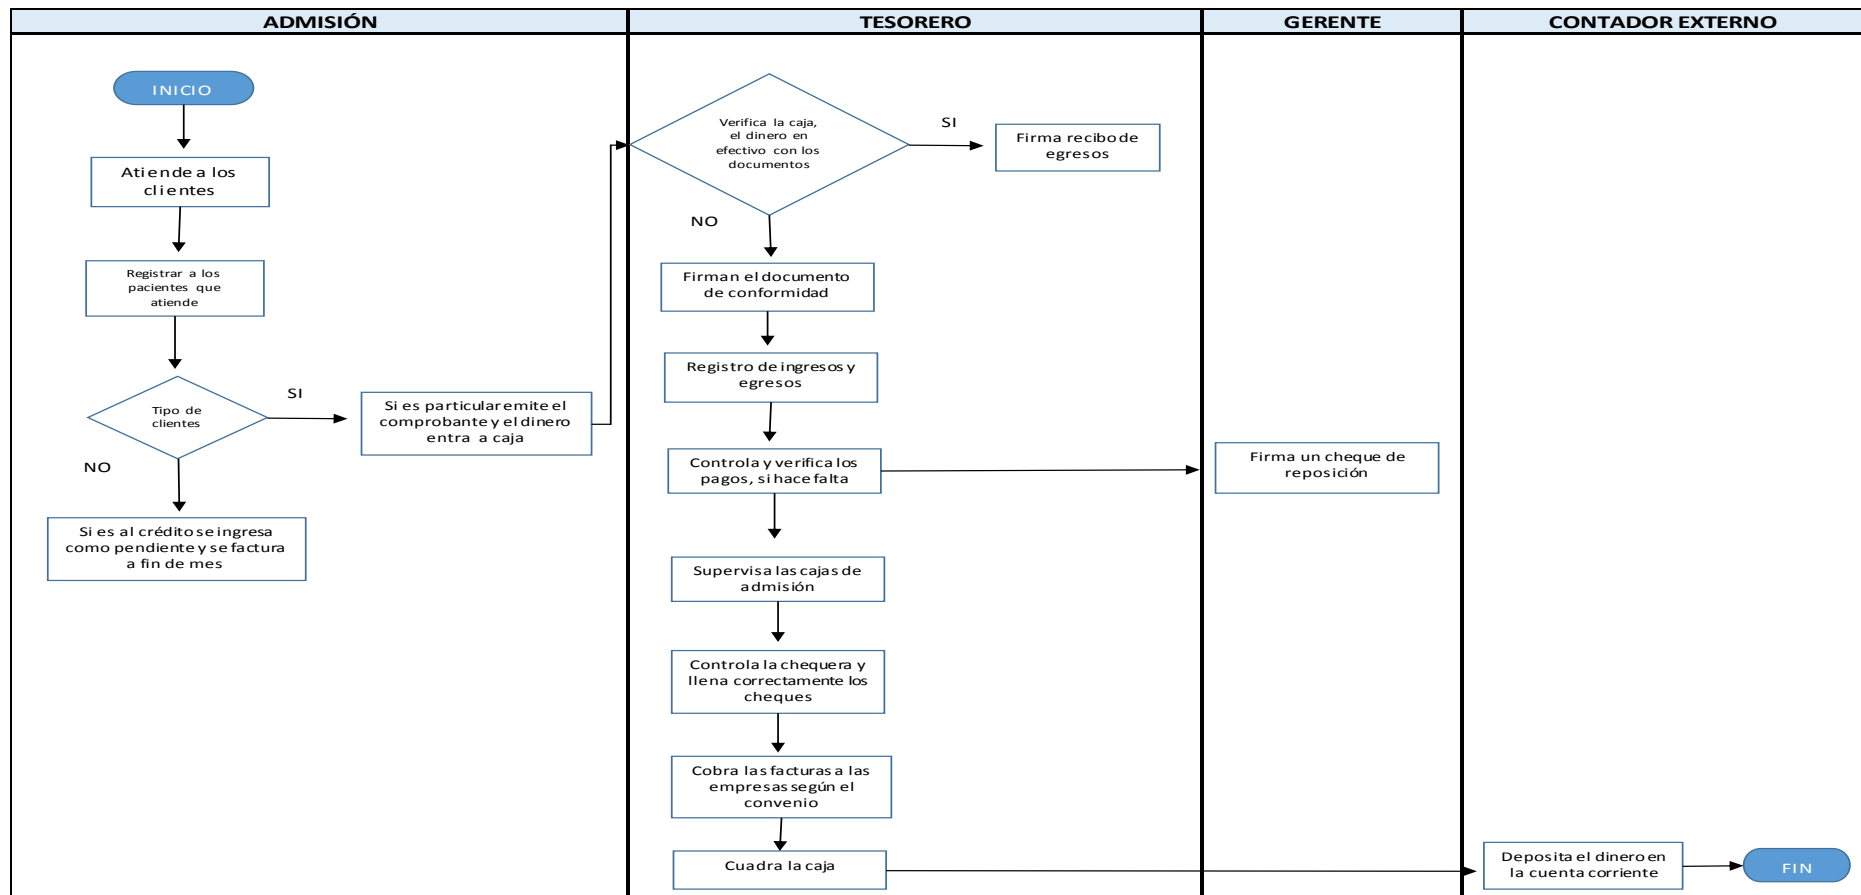 ADMISIÓN
TESORERO
GERENTE
CONTADOR EXTERNO
INICIO
Atiende a los
clientes
Registrar a los
pacientes que
atiende
Tipo de
clientes
SI
NO
Si es particular emite el
comprobante y el dinero
entra a caja
Si es al crédito se ingresa
como pendiente y se factura
a fin de mes
Verifica la caja,
el dinero en
efectivo con los
documentos
SI
NO
Firma recibo de
egresos
Firman el documento
de conformidad
Registro de ingresos y
egresos
Controla y verifica los
pagos, si hace falta
Supervisa las cajas de
admisión
Controla la chequera y
llena correctamente los
cheques
Cobra las facturas a las
empresas según el
convenio
Cuadra la caja
Firma un cheque de
reposición
Deposita el dinero en
la cuenta corriente
FIN